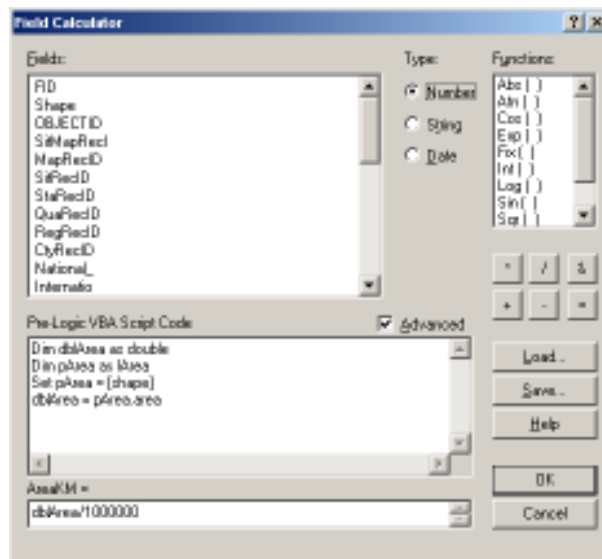 Field Calculator
Fields:
FID
Shape
OBJECTID
SitMapRecI
MapRecID
SitRecID
StaRecID
QuaRecID
RegRecID
CtyRecID
National_
Internatio
Type:
Number
String
Date
Functions:
Abs ( )
Atn ( )
Cos ( )
Exp ( )
Fix ( )
Int ( )
Log ( )
Sin ( )
Sqr ( )
* / &
+ - =
Pre-Logic VBA Script Code
Advanced
Dim dblArea as double
Dim pArea as IArea
Set pArea = [shape]
dblArea = pArea.area
Load...
Save...
Help
AreaKM =
dblArea/1000000
OK
Cancel